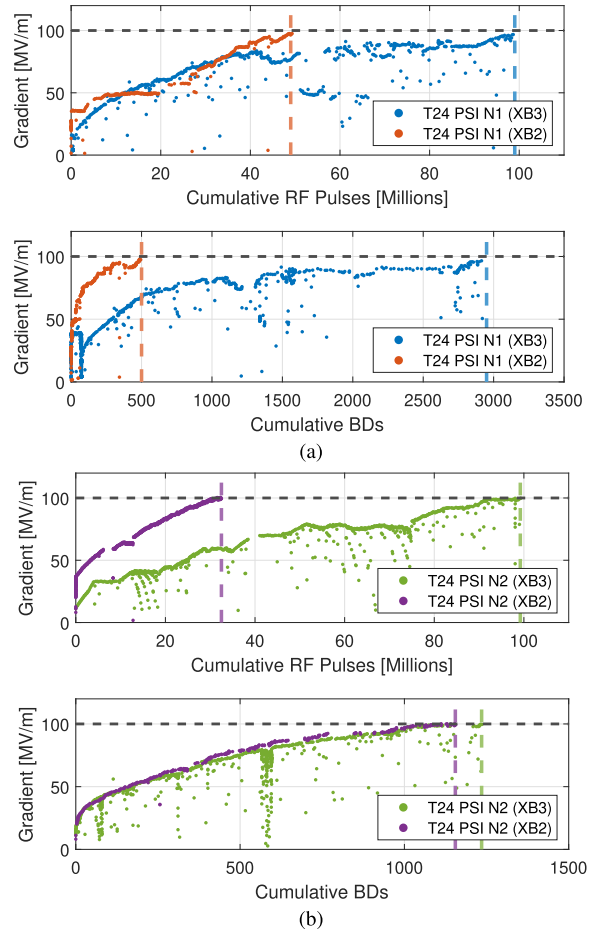 100
50
0
Gradient [MV/m]
T24 PSI N1 (XB3)
T24 PSI N1 (XB2)
0 20 40 60 80 100
Cumulative RF Pulses [Millions]
100
50
0
Gradient [MV/m]
T24 PSI N1 (XB3)
T24 PSI N1 (XB2)
0 500 1000 1500 2000 2500 3000 3500
Cumulative BDs
(a)
100
50
0
Gradient [MV/m]
T24 PSI N2 (XB3)
T24 PSI N2 (XB2)
0 20 40 60 80 100
Cumulative RF Pulses [Millions]
100
50
0
Gradient [MV/m]
T24 PSI N2 (XB3)
T24 PSI N2 (XB2)
0 500 1000 1500
Cumulative BDs
(b)